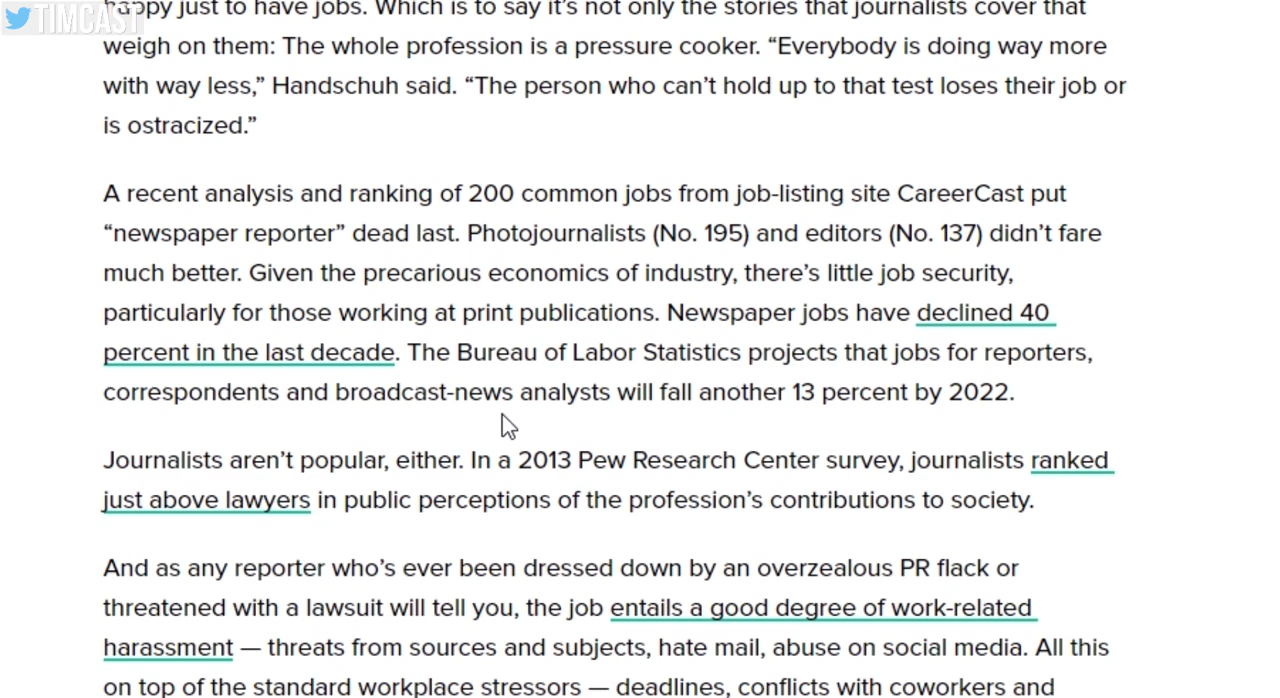 TIMCAST
happy just to have jobs. Which is to say it’s not only the stories that journalists cover that
weigh on them: The whole profession is a pressure cooker. “Everybody is doing way more
with way less,” Handschuh said. “The person who can’t hold up to that test loses their job or
is ostracized.”
A recent analysis and ranking of 200 common jobs from job-listing site CareerCast put
“newspaper reporter” dead last. Photojournalists (No. 195) and editors (No. 137) didn’t fare
much better. Given the precarious economics of industry, there’s little job security,
particularly for those working at print publications. Newspaper jobs have declined 40
percent in the last decade. The Bureau of Labor Statistics projects that jobs for reporters,
correspondents and broadcast-news analysts will fall another 13 percent by 2022.
Journalists aren’t popular, either. In a 2013 Pew Research Center survey, journalists ranked
just above lawyers in public perceptions of the profession’s contributions to society.
And as any reporter who’s ever been dressed down by an overzealous PR flack or
threatened with a lawsuit will tell you, the job entails a good degree of work-related
harassment — threats from sources and subjects, hate mail, abuse on social media. All this
on top of the standard workplace stressors — deadlines, conflicts with coworkers and